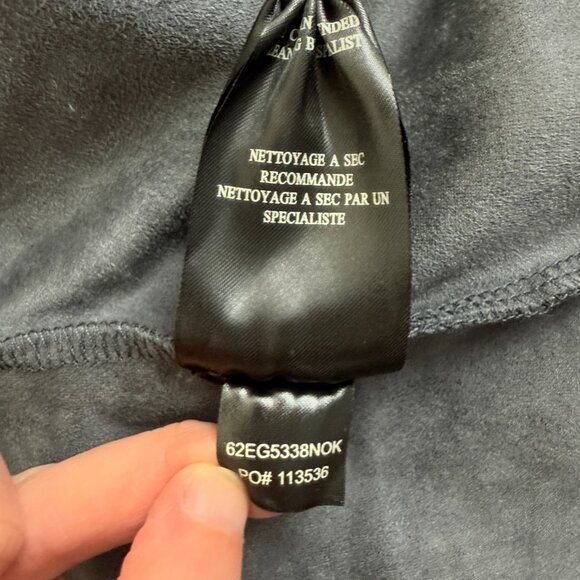 NETTOYAGE A SEC
RECOMMANDE
NETTOYAGE A SEC PAR UN
SPECIALISTE
62EG5338NOK
PO# 113536